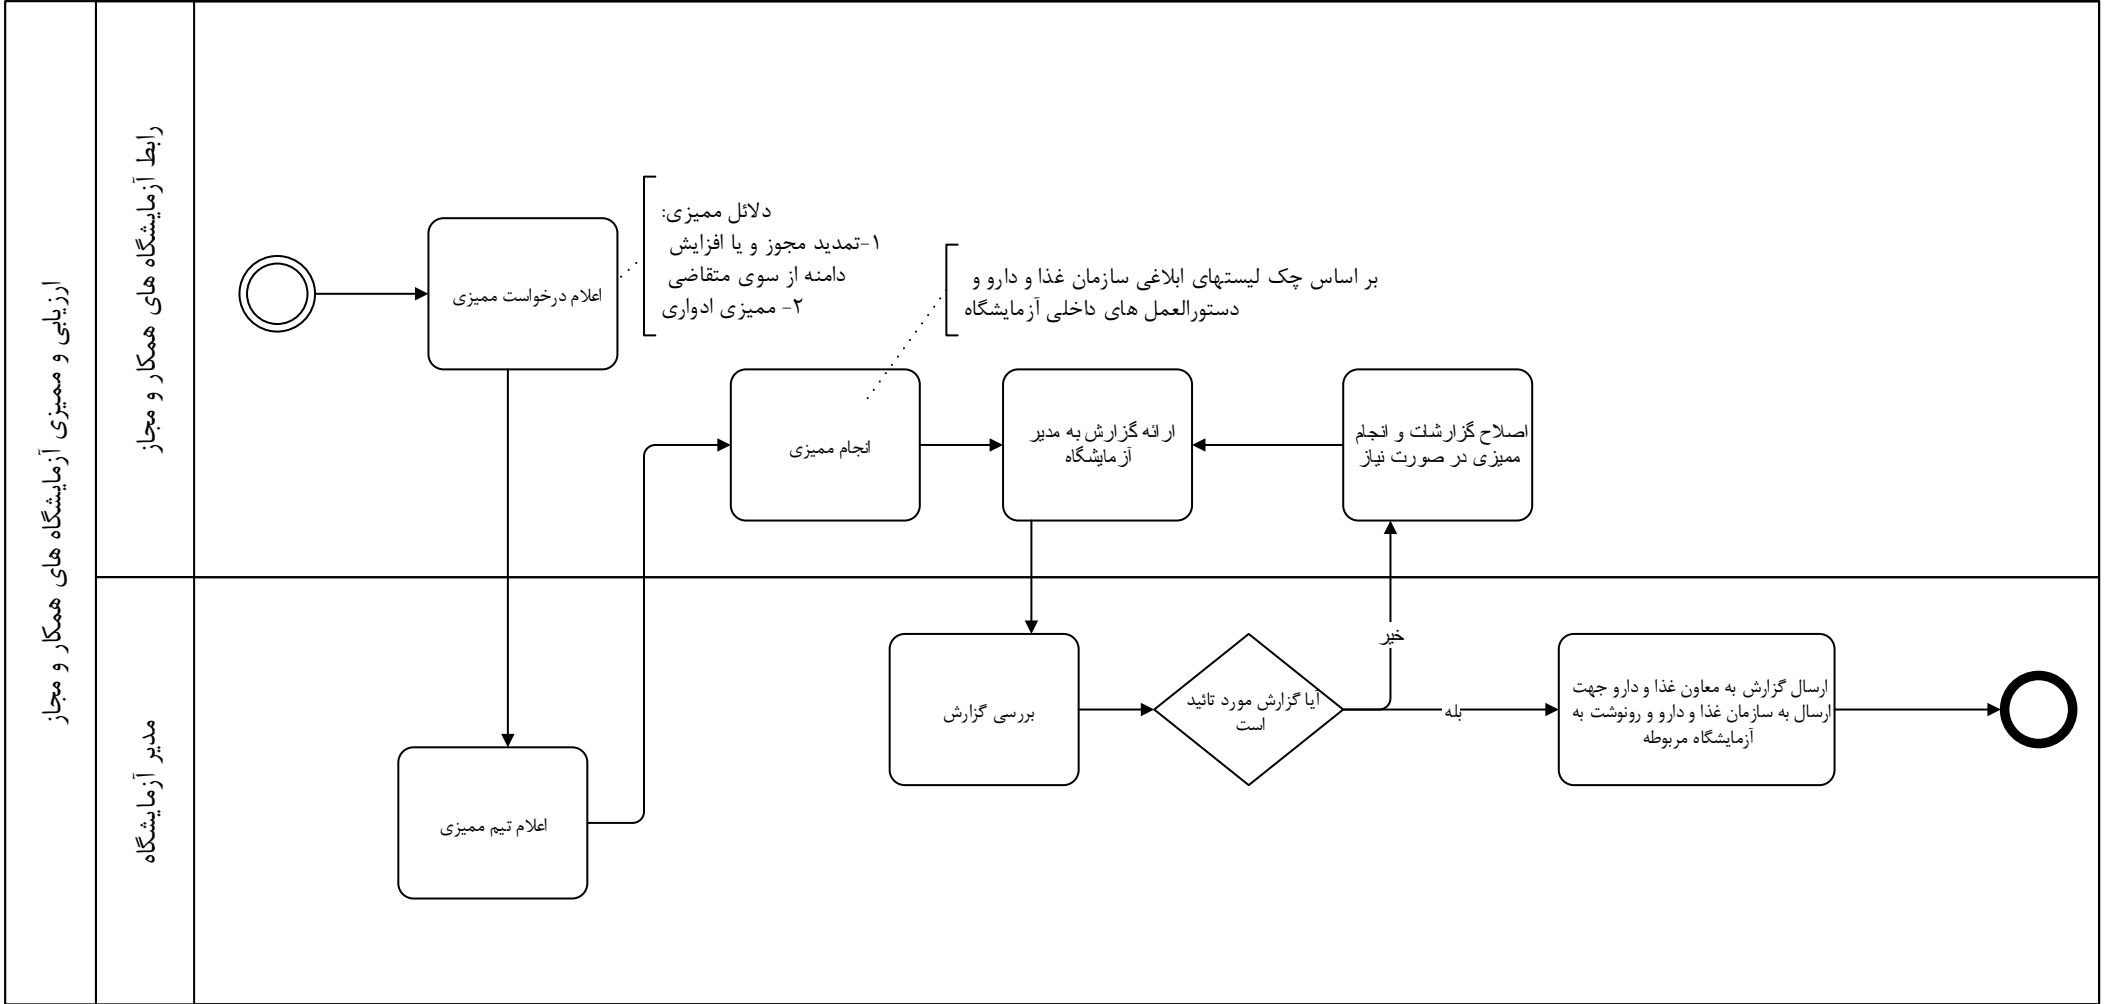 ارزیابی و ممیزی آزمایشگاه های همکار و مجاز
رابط آزمایشگاه های همکار و مجاز
اعلام درخواست ممیزی
دلائل ممیزی:
۱-تمدید مجوز و یا افزایش
دامنه از سوی متقاضی
۲- ممیزی ادواری
بر اساس چک لیستهای ابلاغی سازمان غذا و دارو و
دستورالعمل های داخلی آزمایشگاه
انجام ممیزی
ارائه گزارش به مدیر
آزمایشگاه
اصلاح گزارشات و انجام
ممیزی در صورت نیاز
مدیر آزمایشگاه
اعلام تیم ممیزی
بررسی گزارش
آیا گزارش مورد تائید
است
خیر
بله
ارسال گزارش به معاون غذا و دارو جهت
ارسال به سازمان غذا و دارو و رونوشت به
آزمایشگاه مربوطه